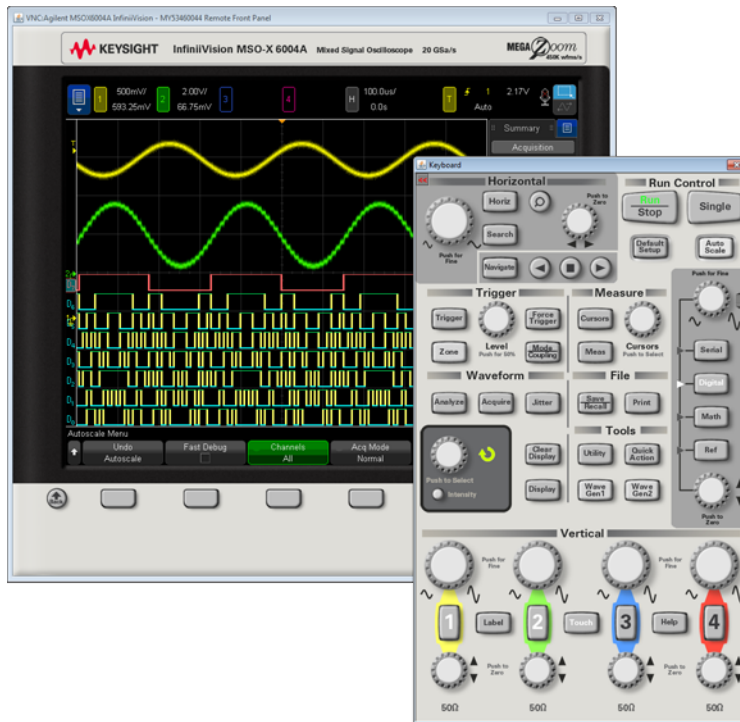 VNC:Agilent MSOX6004A InfiniiVision - MY53460044 Remote Front Panel
KEYSIGHT InfiniiVision MSO-X 6004A Mixed Signal Oscilloscope 20 GSa/s MEGA Zoom
450K wfms/s
1 500mV/ 2 2.00V/ 3 4 H 100.0us/ T 1 2.17V
593.25mV 66.75mV 0.0s Auto
Summary
Acquisition
Autoscale Menu
Undo Fast Debug Channels Acq Mode
Autoscale All Normal
Keyboard
Horizontal
Horiz
Push to
Zero
Search
Push for
Fine
Navigate
Run Control
Run
Stop
Single
Default
Setup
Auto
Scale
Push for Fine
Trigger
Trigger
Force
Trigger
Level
Push for 50%
Zone
Mode
Coupling
Measure
Cursors
Cursors
Push to Select
Meas
Serial
Digital
Math
Ref
Push to
Zero
Waveform
Analyze Acquire Jitter
File
Save
Recall
Print
Tools
Push to Select
Intensity
Clear
Display
Display
Utility
Quick
Action
Wave
Gen1
Wave
Gen2
Vertical
Push for
Fine
Push for
Fine
1 Label 2 Touch 3 Help 4
Push to
Zero
Push to
Zero
50Ω 50Ω 50Ω 50Ω